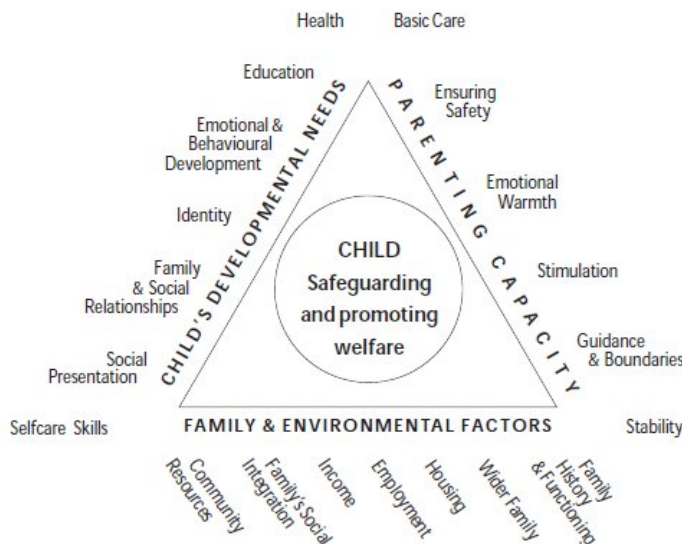 Health
Basic Care
Education
Ensuring
Safety
Emotional &
Behavioural
Development
Emotional
Warmth
Identity
Stimulation
Family
& Social
Relationships
Guidance
& Boundaries
Social
Presentation
Selfcare Skills
Stability
CHILD'S DEVELOPMENTAL NEEDS
PARENTING CAPACITY
CHILD
Safeguarding
and promoting
welfare
FAMILY & ENVIRONMENTAL FACTORS
Community
Resources
Family's Social
Integration
Income
Employment
Housing
Wider Family
Family
History
& Functioning